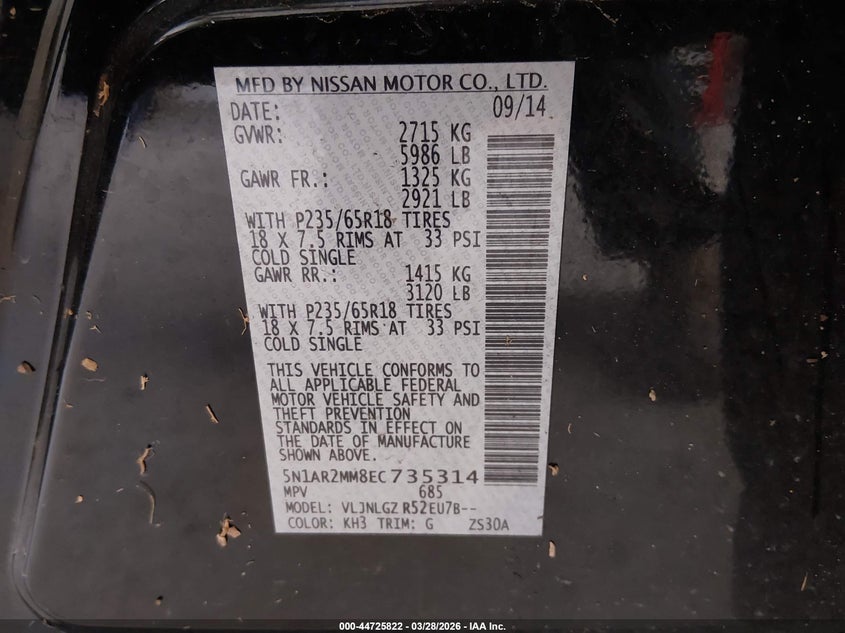 MFD BY NISSAN MOTOR CO., LTD.
DATE: 09/14
GVWR: 2715 KG
5986 LB
GAWR FR.: 1325 KG
2921 LB
WITH P235/65R18 TIRES
18 X 7.5 RIMS AT 33 PSI
COLD SINGLE
GAWR RR.: 1415 KG
3120 LB
WITH P235/65R18 TIRES
18 X 7.5 RIMS AT 33 PSI
COLD SINGLE
THIS VEHICLE CONFORMS TO
ALL APPLICABLE FEDERAL
MOTOR VEHICLE SAFETY AND
THEFT PREVENTION
STANDARDS IN EFFECT ON
THE DATE OF MANUFACTURE
SHOWN ABOVE.
5N1AR2MM8EC735314
MPV 685
MODEL: VLJNLGZ R52EU7B--
COLOR: KH3 TRIM: G ZS30A
000-44725822 — 03/28/2026 — IAA Inc.